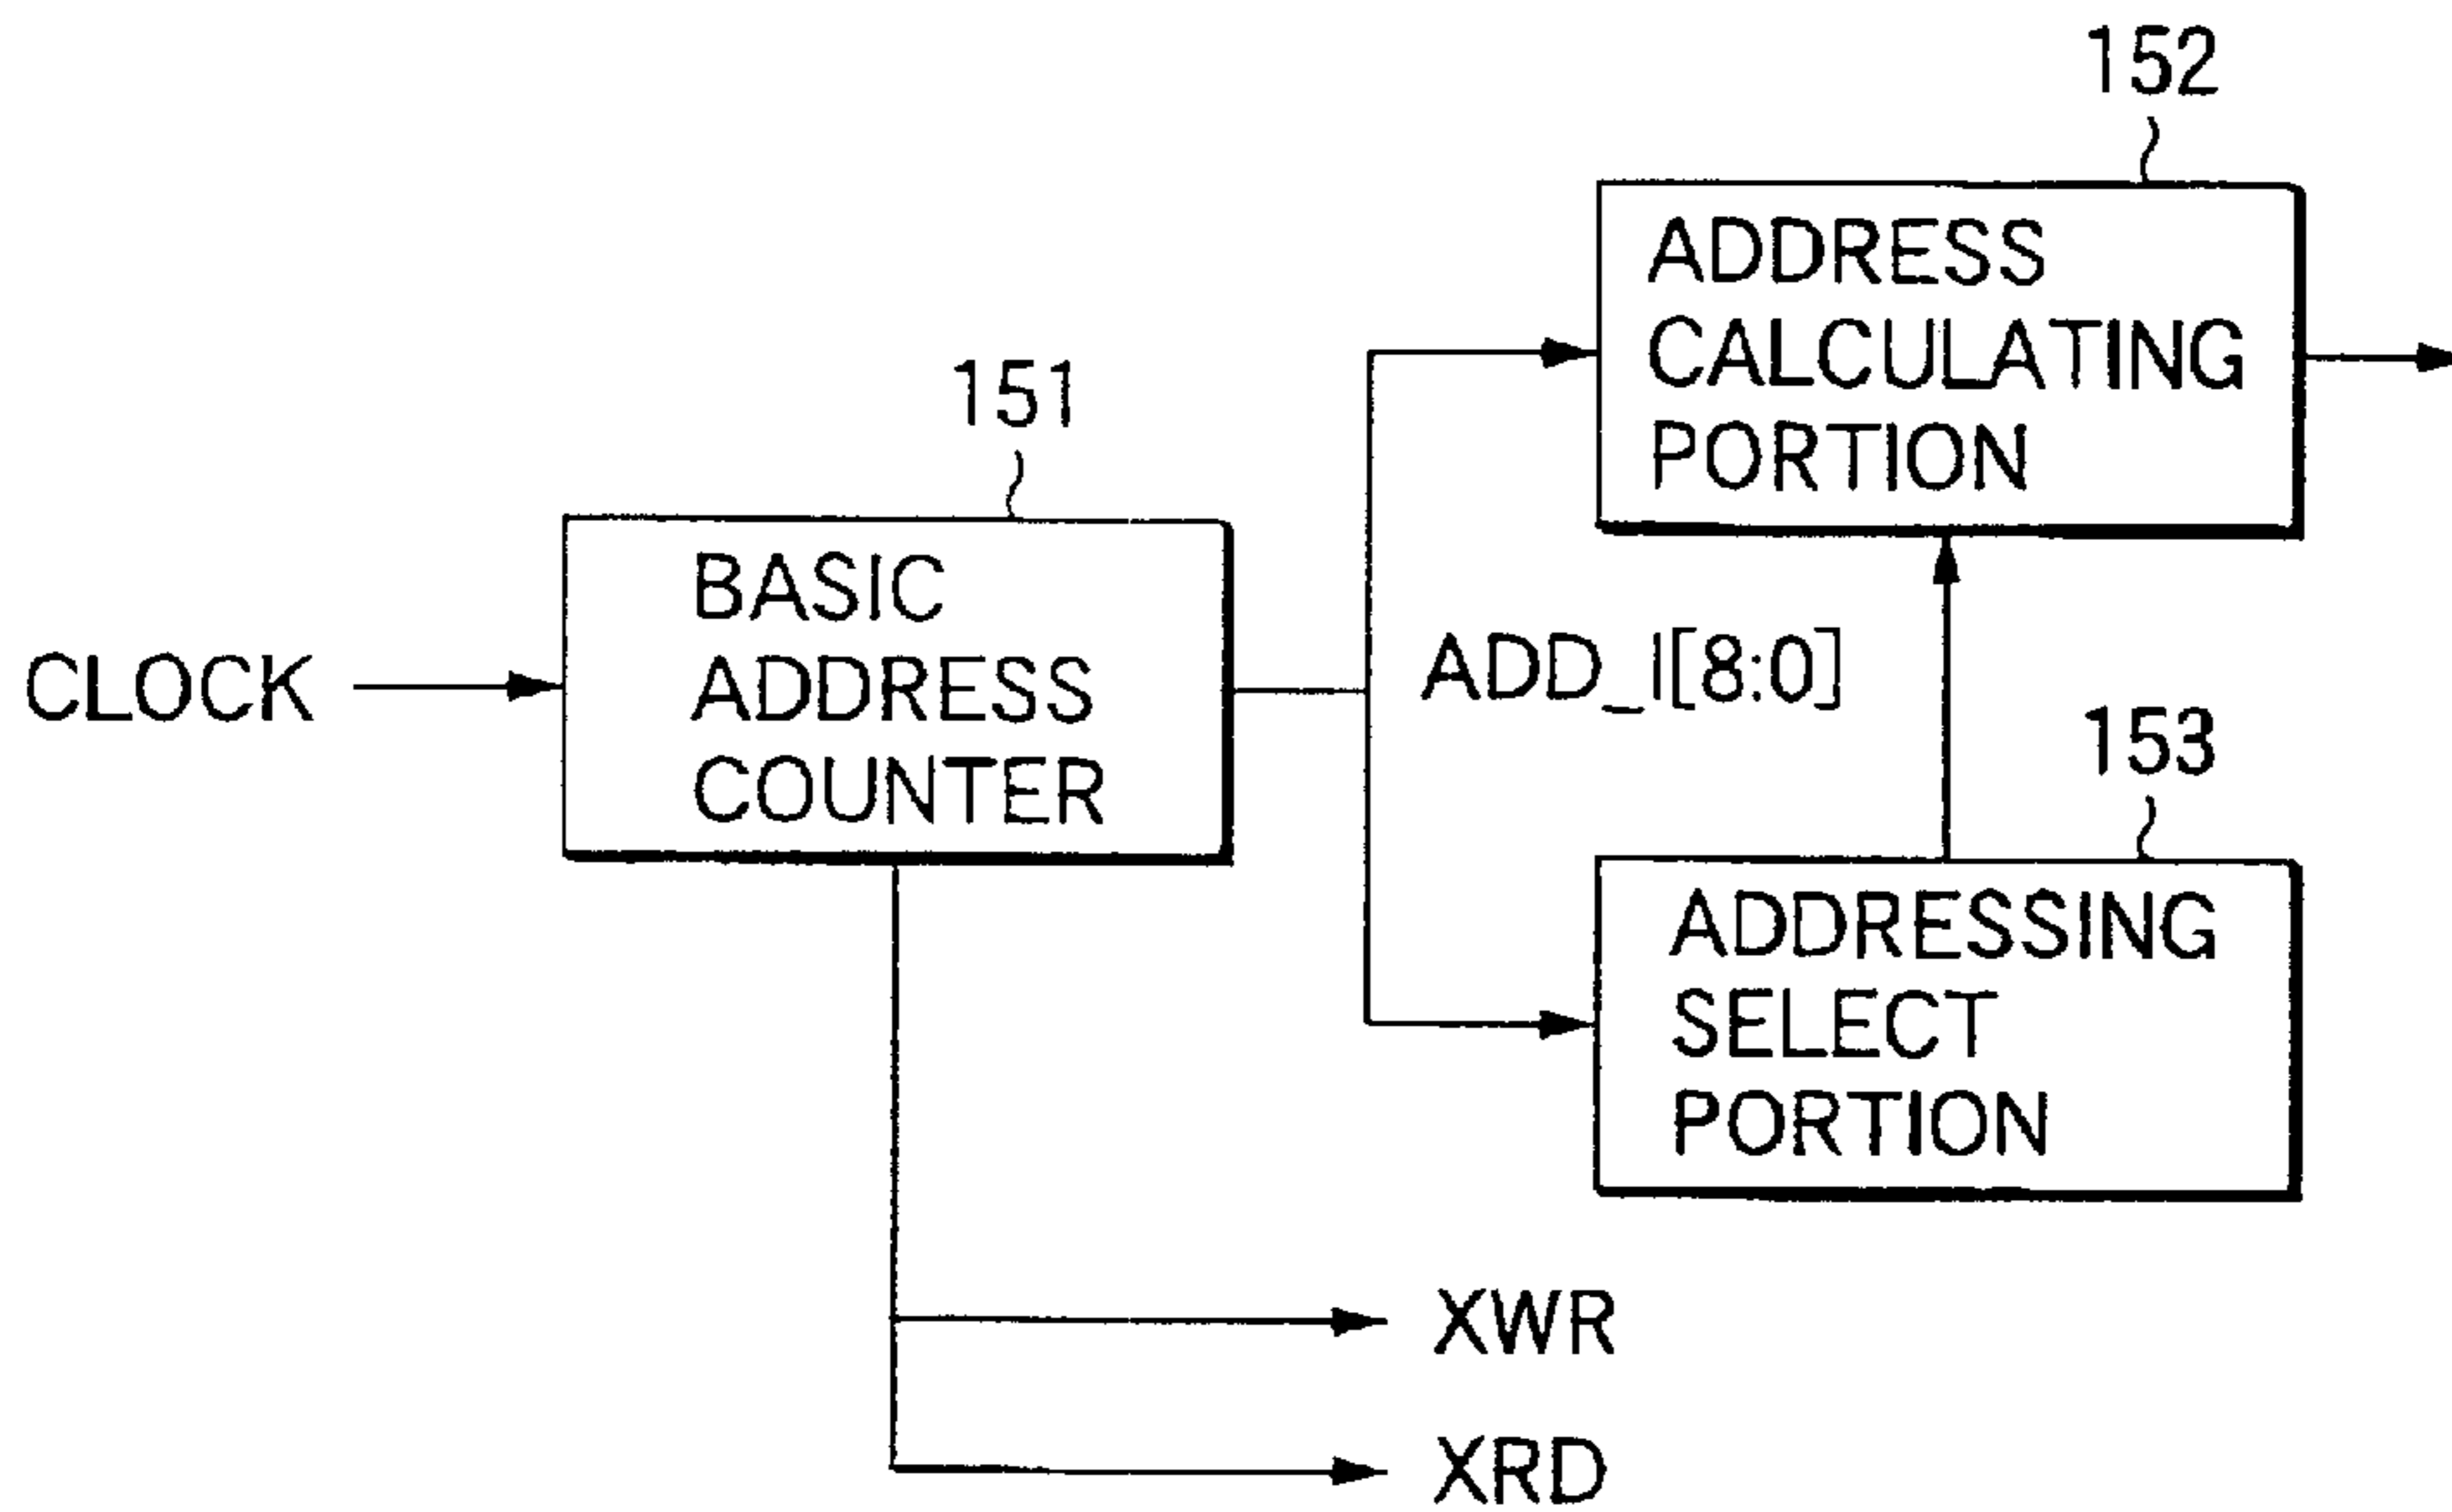 152
ADDRESS
CALCULATING
PORTION
151
BASIC
ADDRESS
COUNTER
CLOCK
ADD_I[8:0]
153
ADDRESSING
SELECT
PORTION
XWR
XRD